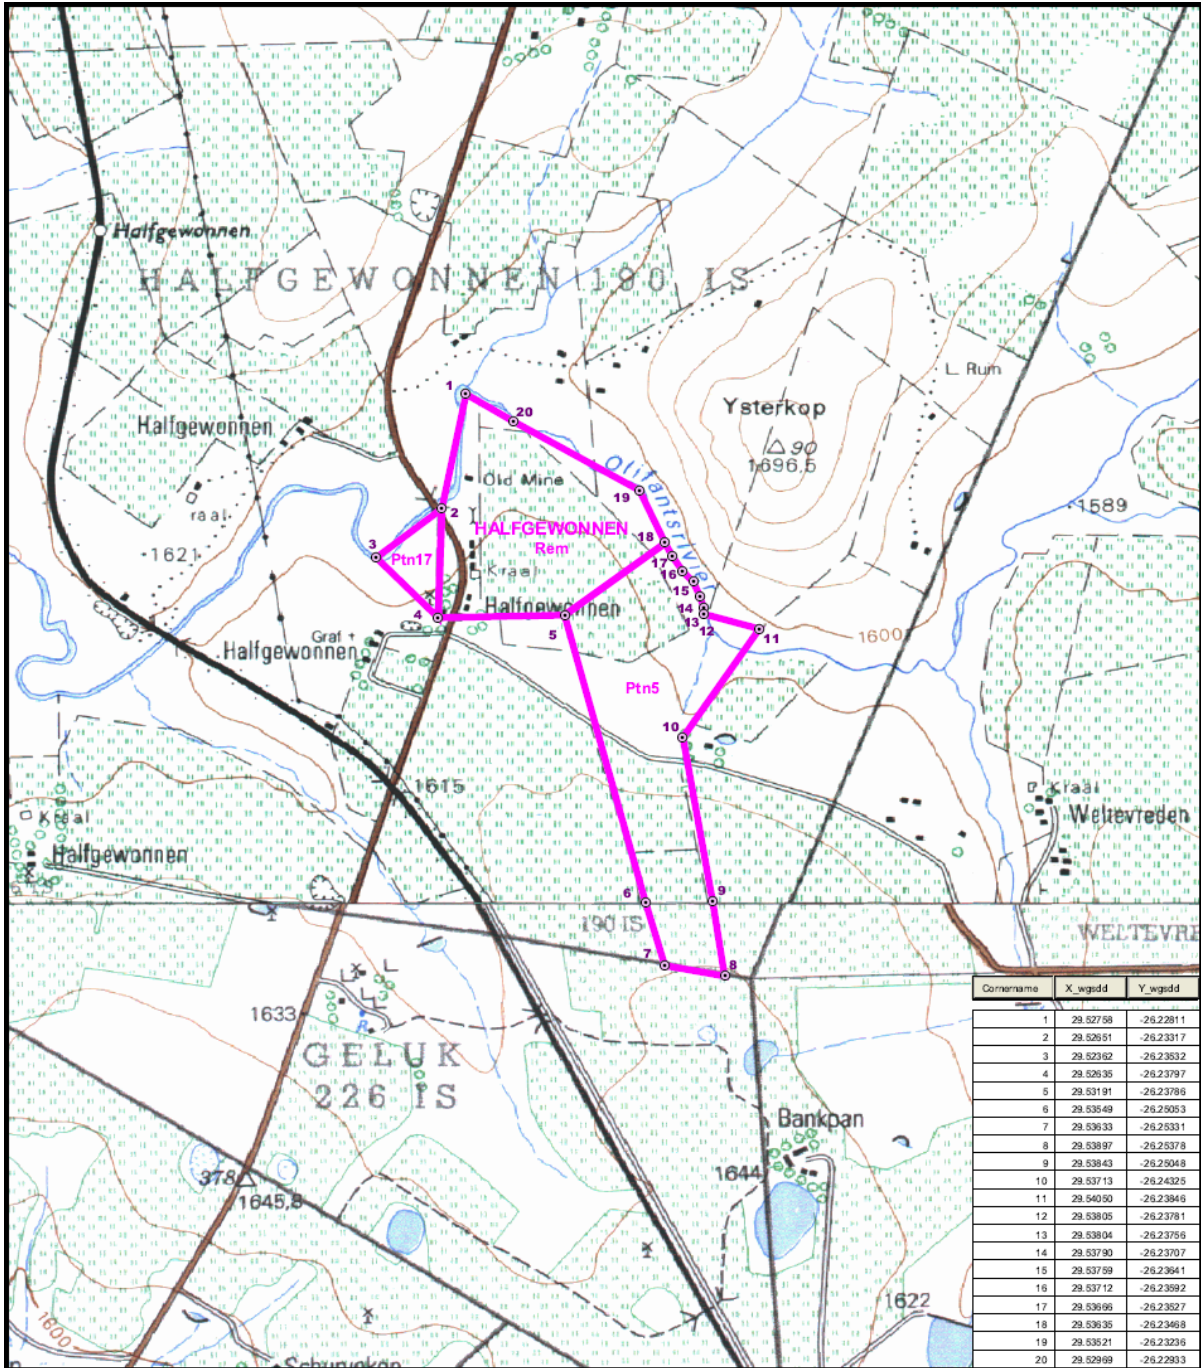 Halfgewonnen
HALFGEWONNEN 190 IS
L. Ruin
Ysterkop
90
1696,5
Halfgewonnen
1
20
Old Mine
Olifantsrivier
19
1589
raal
2
HALFGEWONNEN
Rem
18
1621
3
Ptn17
17
Kraal
16
15
4
Halfgewonnen
14
13
12
11
1600
Graf +
Halfgewonnen
5
Ptn5
10
1615
Kraal
Kraal
Weltevreden
Halfgewonnen
6
9
190 IS
WELTEVRE
7
8
1633
R
GELUK
226 IS
Bankpan
1644
378
1645,8
1600
1622
Cornername X_wgsdd Y_wgsdd
1 29.52758 -26.22811
2 29.52651 -26.23317
3 29.52362 -26.23532
4 29.52635 -26.23797
5 29.53191 -26.23786
6 29.53549 -26.25053
7 29.53633 -26.25331
8 29.53897 -26.25378
9 29.53843 -26.25048
10 29.53713 -26.24325
11 29.54050 -26.23846
12 29.53805 -26.23781
13 29.53804 -26.23756
14 29.53790 -26.23707
15 29.53759 -26.23641
16 29.53712 -26.23592
17 29.53666 -26.23527
18 29.53635 -26.23468
19 29.53521 -26.23236
20 29.52969 -26.22933